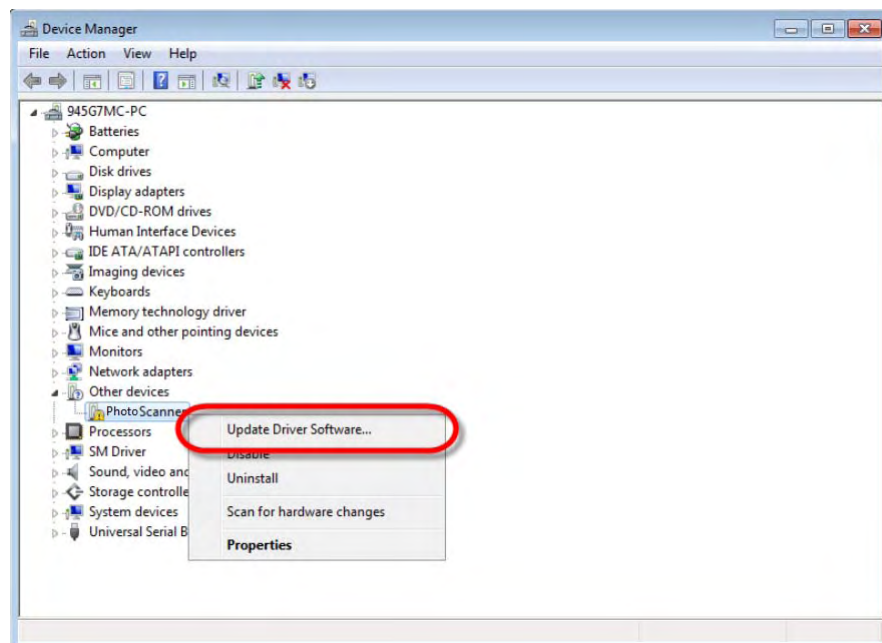 Device Manager
File Action View Help
945G7MC-PC
Batteries
Computer
Disk drives
Display adapters
DVD/CD-ROM drives
Human Interface Devices
IDE ATA/ATAPI controllers
Imaging devices
Keyboards
Memory technology driver
Mice and other pointing devices
Monitors
Network adapters
Other devices
PhotoScanner
Processors
SM Driver
Sound, video and
Storage controlle
System devices
Universal Serial B
Update Driver Software...
Disable
Uninstall
Scan for hardware changes
Properties